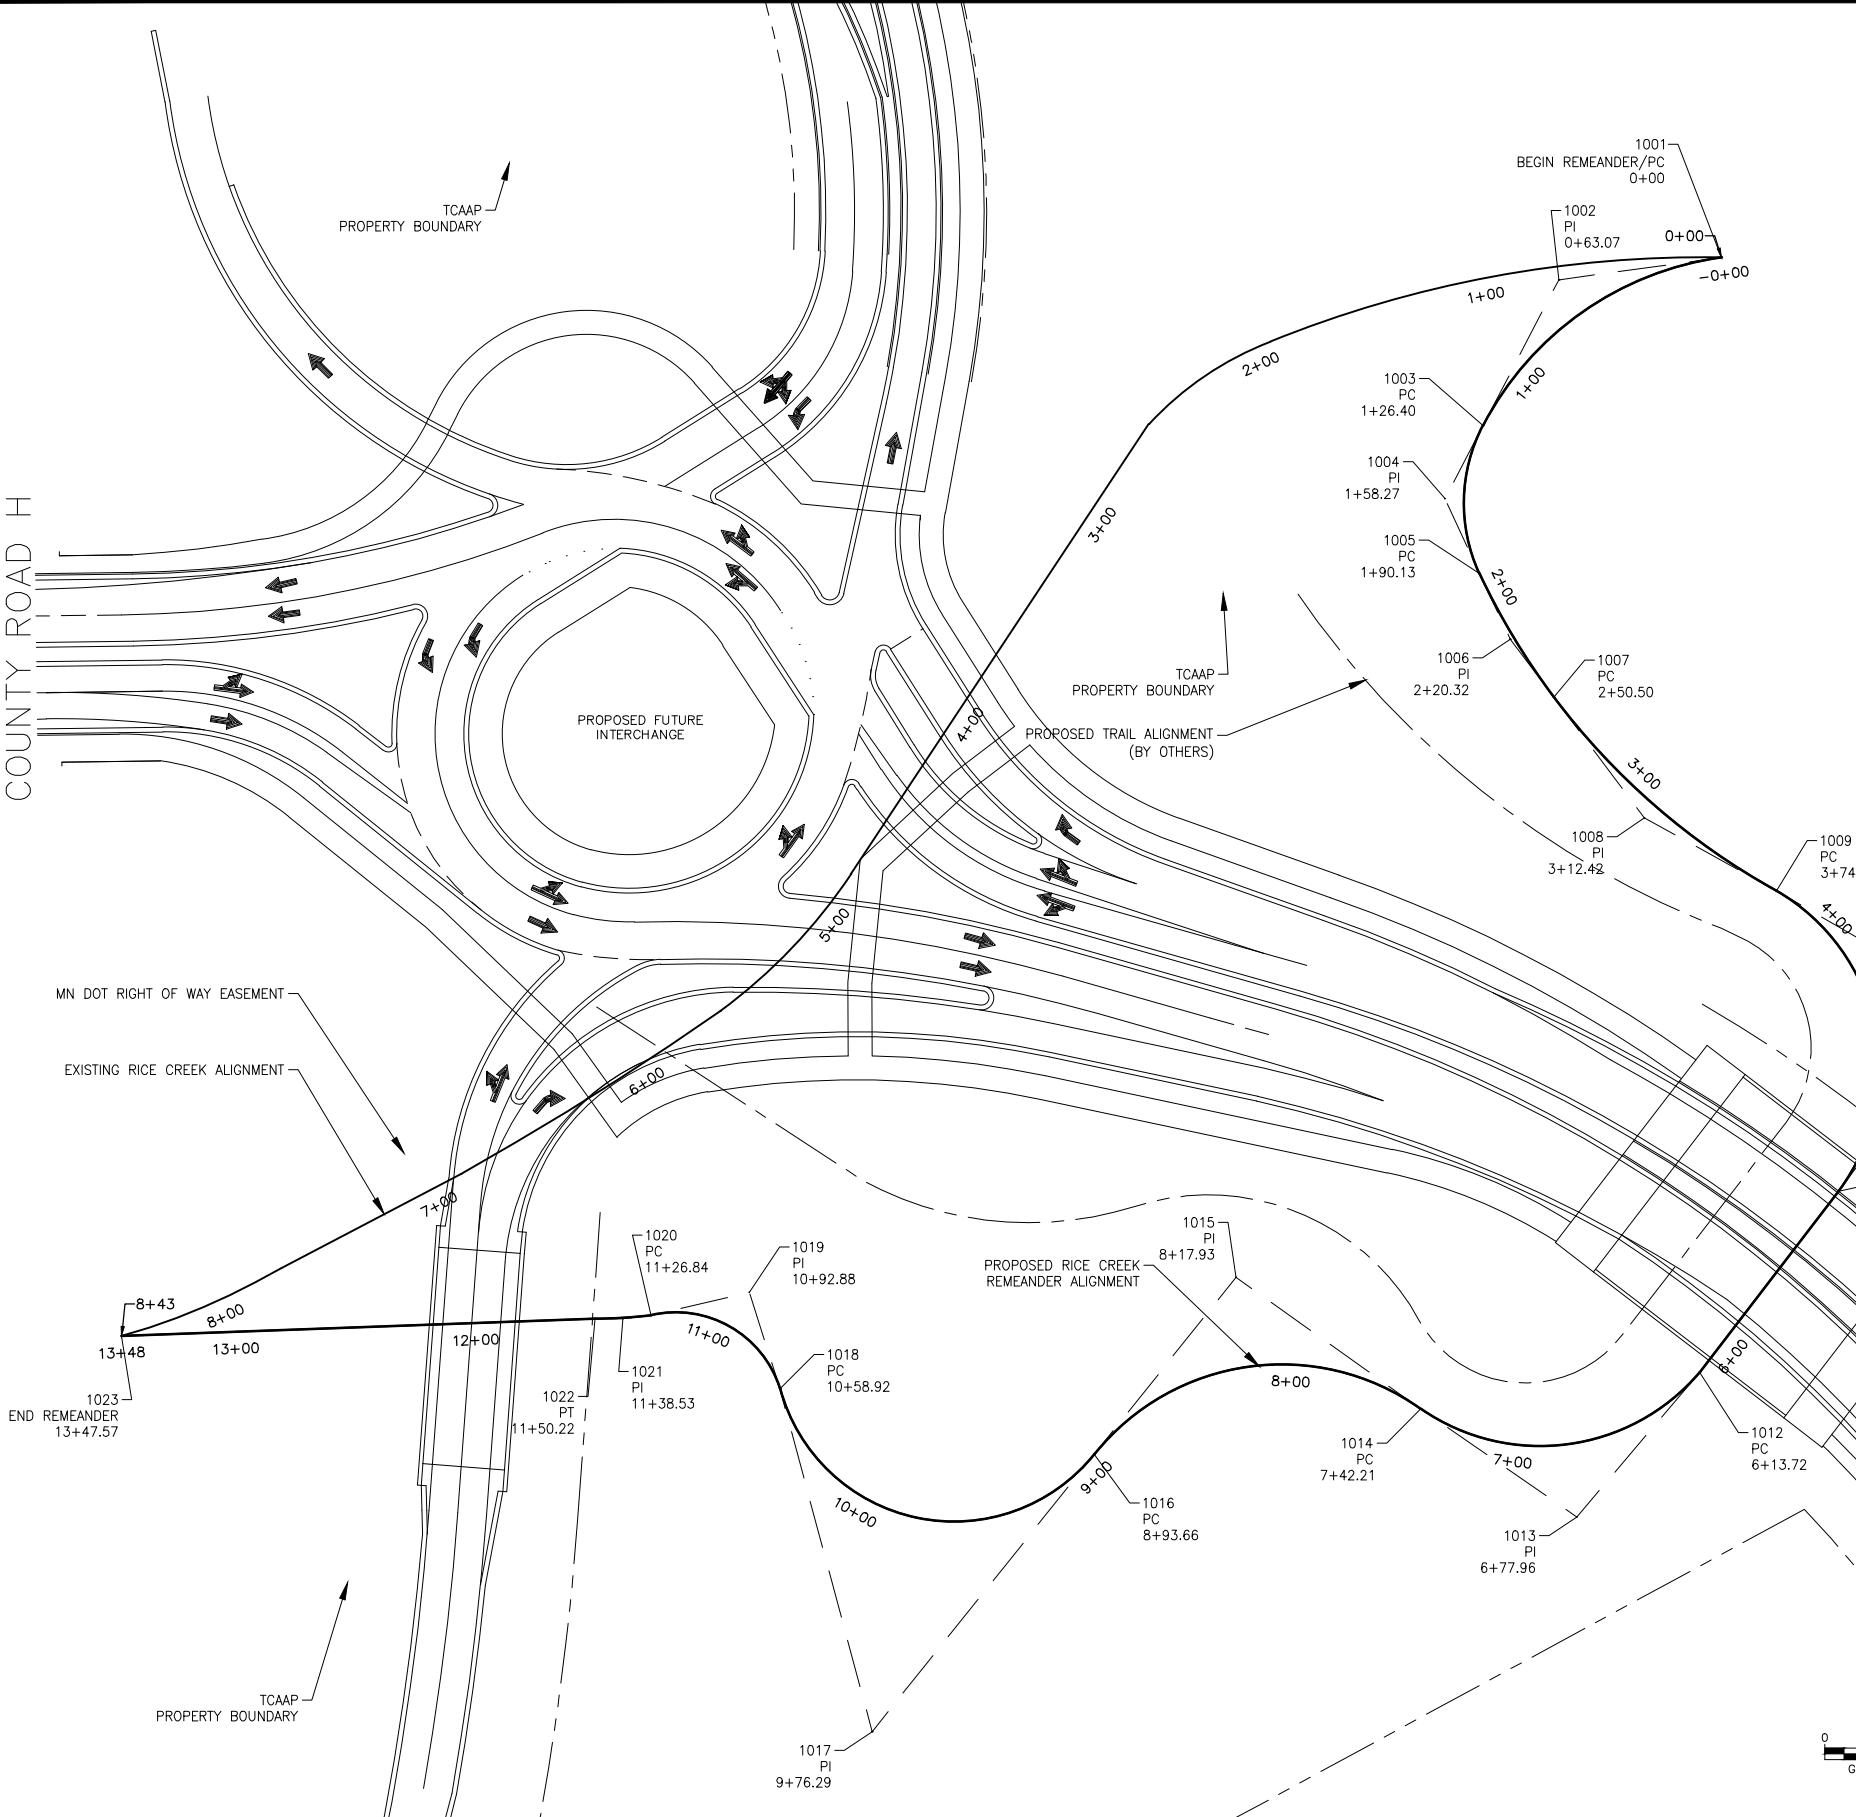 1001
BEGIN REMEANDER/PC
0+00
1002
PI
0+63.07
0+00
-0+00
1+00
2+00
TCAAP
PROPERTY BOUNDARY
1003
PC
1+26.40
1+00
1004
PI
1+58.27
3+00
1005
PC
1+90.13
2+00
COUNTY ROAD H
1006
PI
2+20.32
1007
PC
2+50.50
TCAAP
PROPERTY BOUNDARY
PROPOSED TRAIL ALIGNMENT
(BY OTHERS)
4+00
PROPOSED FUTURE
INTERCHANGE
3+00
1008
PI
3+12.42
1009
PC
3+74
4+00
5+00
MN DOT RIGHT OF WAY EASEMENT
EXISTING RICE CREEK ALIGNMENT
6+00
7+00
1020
PC
11+26.84
1019
PI
10+92.88
1015
PI
8+17.93
PROPOSED RICE CREEK
REMEANDER ALIGNMENT
8+43
8+00
13+48
13+00
12+00
11+00
1018
PC
10+58.92
8+00
6+00
1021
PI
11+38.53
1022
PT
11+50.22
1023
END REMEANDER
13+47.57
1014
PC
7+42.21
7+00
1012
PC
6+13.72
9+00
10+00
1016
PC
8+93.66
1013
PI
6+77.96
TCAAP
PROPERTY BOUNDARY
1017
PI
9+76.29
0
G